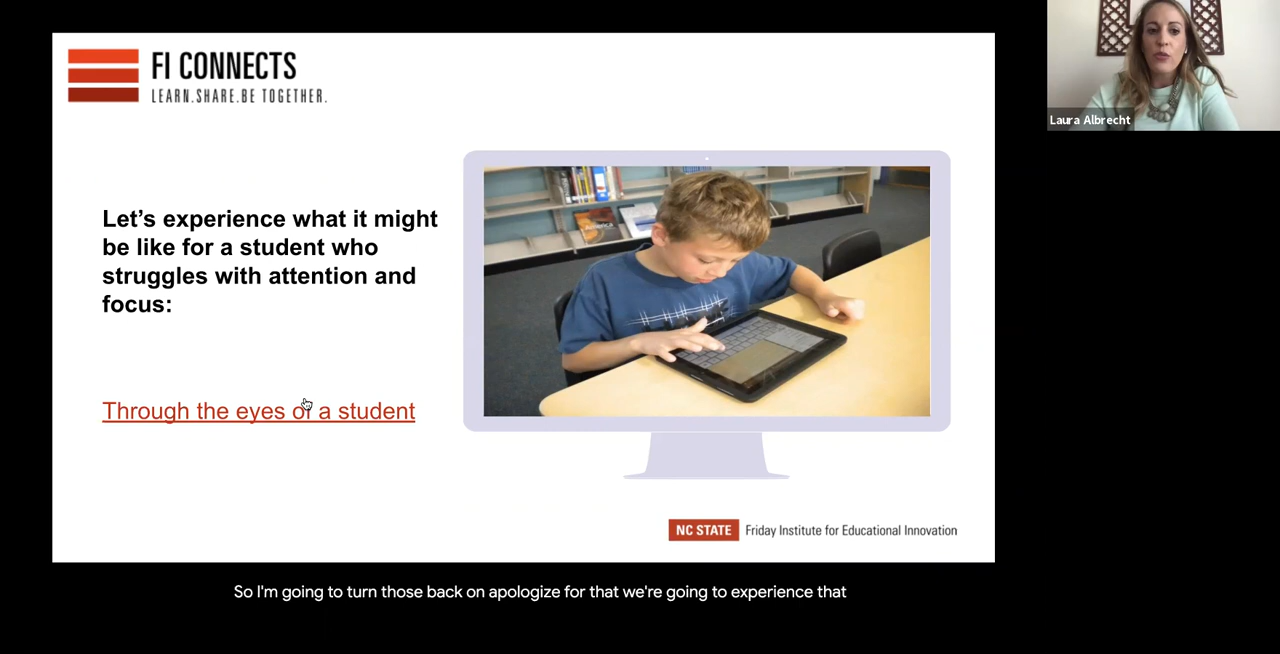 FI CONNECTS
LEARN.SHARE.BE TOGETHER.
Laura Albrecht
Let's experience what it might
be like for a student who
struggles with attention and
focus:
Through the eyes of a student
NC STATE Friday Institute for Educational Innovation
So I'm going to turn those back on apologize for that we're going to experience that